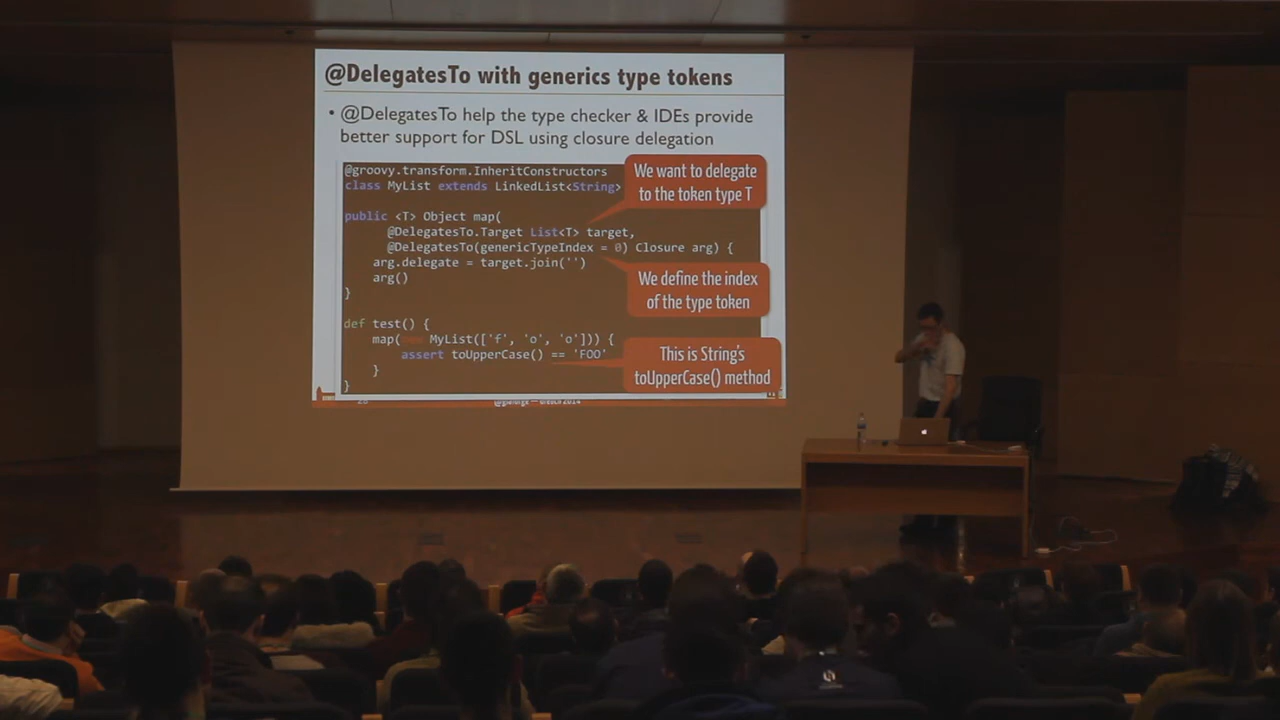 @DelegatesTo with generics type tokens
• @DelegatesTo help the type checker & IDEs provide
better support for DSL using closure delegation
@groovy.transform.InheritConstructors
class MyList extends LinkedList<String>
We want to delegate
to the token type T
public <T> Object map(
@DelegatesTo.Target List<T> target,
@DelegatesTo(genericTypeIndex = 0) Closure arg) {
arg.delegate = target.join('')
arg()
}
We define the index
of the type token
def test() {
map( MyList(['f', 'o', 'o'])) {
assert toUpperCase() == 'FOO'
}
}
This is String's
toUpperCase() method